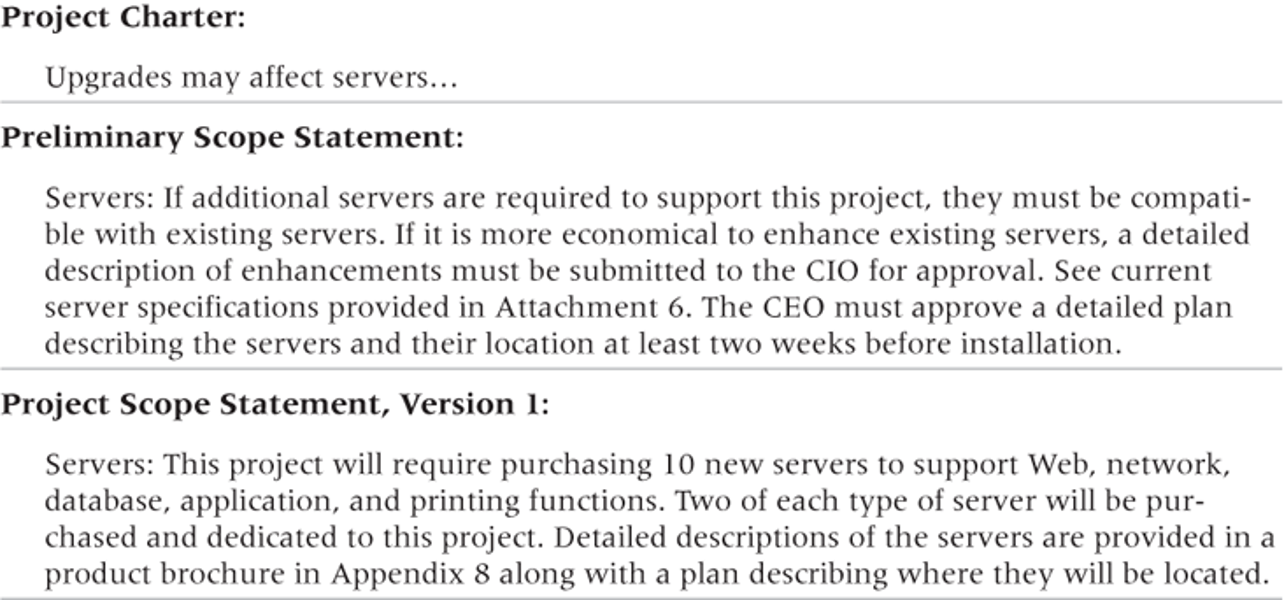 Project Charter:
Upgrades may affect servers…
Preliminary Scope Statement:
Servers: If additional servers are required to support this project, they must be compati-
ble with existing servers. If it is more economical to enhance existing servers, a detailed
description of enhancements must be submitted to the CIO for approval. See current
server specifications provided in Attachment 6. The CEO must approve a detailed plan
describing the servers and their location at least two weeks before installation.
Project Scope Statement, Version 1:
Servers: This project will require purchasing 10 new servers to support Web, network,
database, application, and printing functions. Two of each type of server will be pur-
chased and dedicated to this project. Detailed descriptions of the servers are provided in a
product brochure in Appendix 8 along with a plan describing where they will be located.